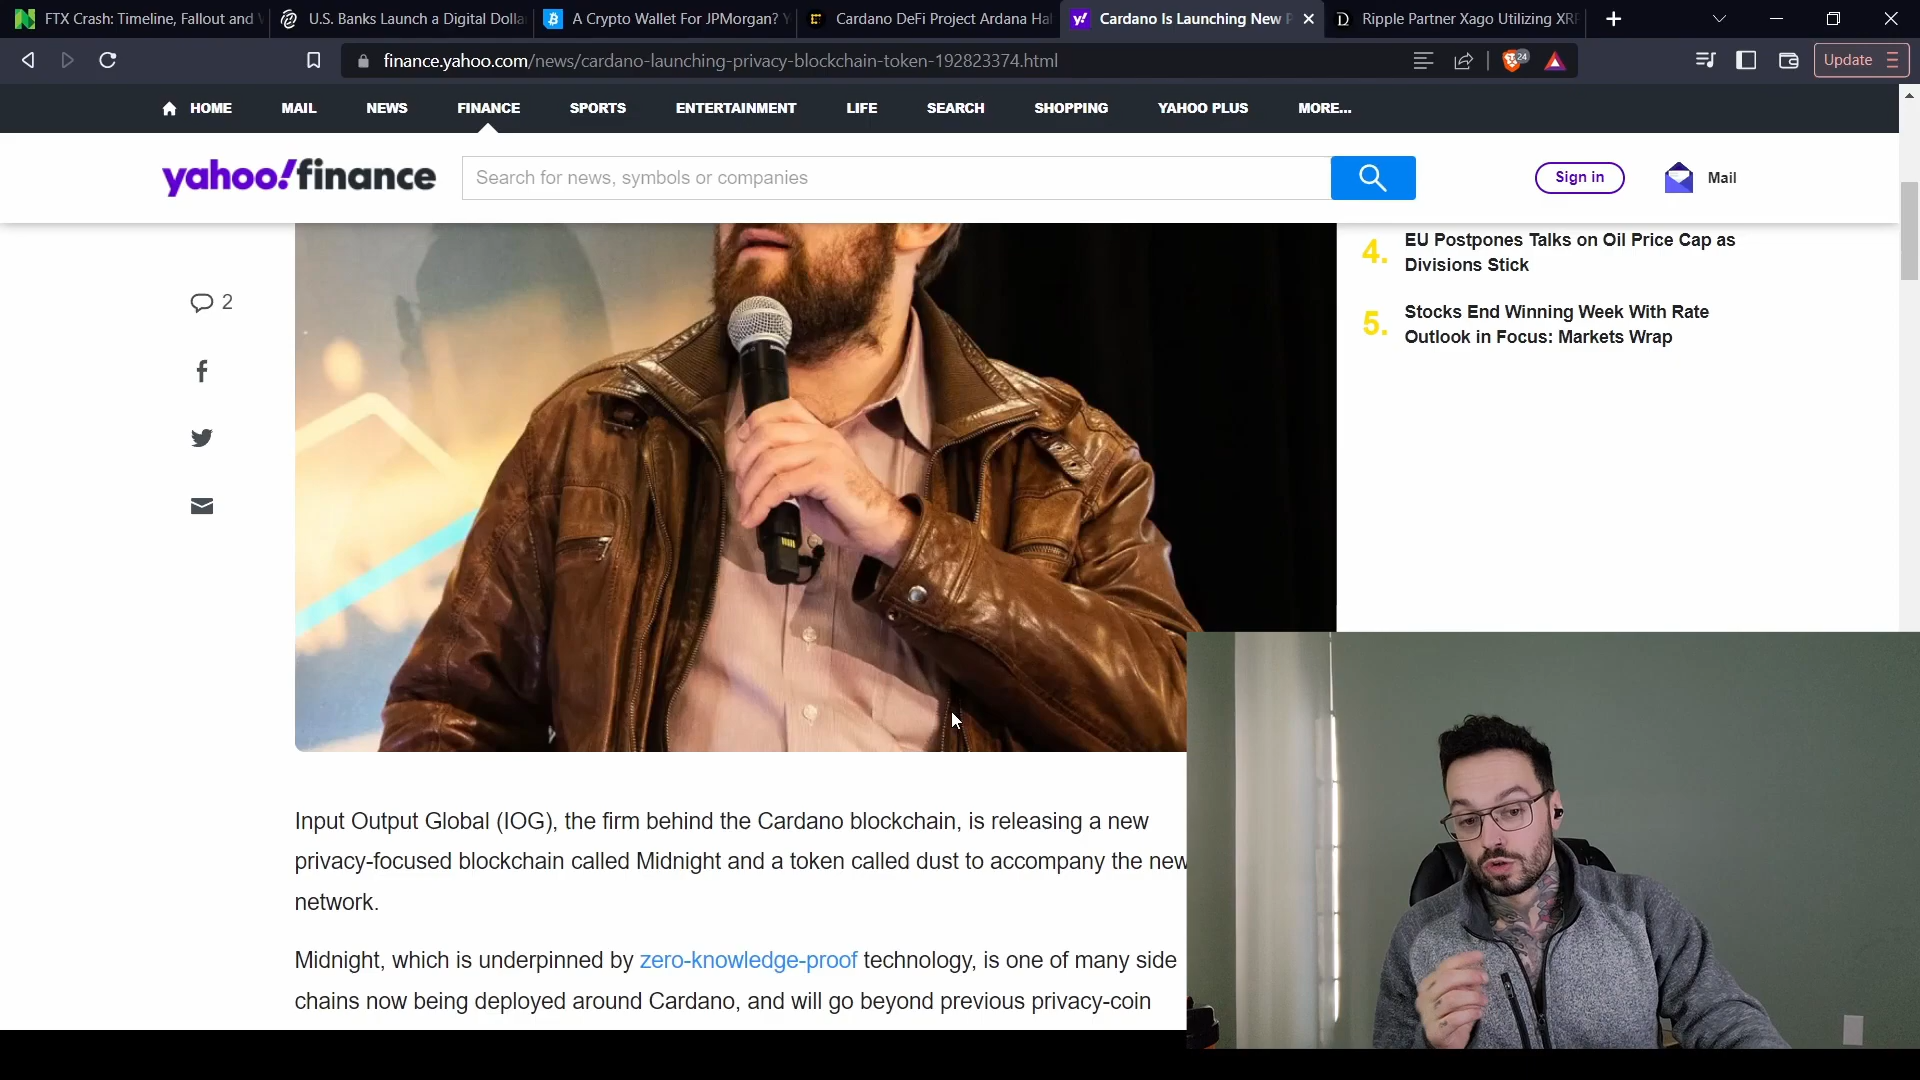 FTX Crash: Timeline, Fallout and
U.S. Banks Launch a Digital Dolla
A Crypto Wallet For JPMorgan?
Cardano DeFi Project Ardana Ha
Cardano Is Launching New
Ripple Partner Xago Utilizing XRP
finance.yahoo.com/news/cardano-launching-privacy-blockchain-token-192823374.html
24
Update
HOME MAIL NEWS FINANCE SPORTS ENTERTAINMENT LIFE SEARCH SHOPPING YAHOO PLUS MORE...
yahoo!finance
Search for news, symbols or companies
Sign in
Mail
2
4. EU Postpones Talks on Oil Price Cap as
Divisions Stick
5. Stocks End Winning Week With Rate
Outlook in Focus: Markets Wrap
Input Output Global (IOG), the firm behind the Cardano blockchain, is releasing a new
privacy-focused blockchain called Midnight and a token called dust to accompany the new
network.
Midnight, which is underpinned by zero-knowledge-proof technology, is one of many side
chains now being deployed around Cardano, and will go beyond previous privacy-coin